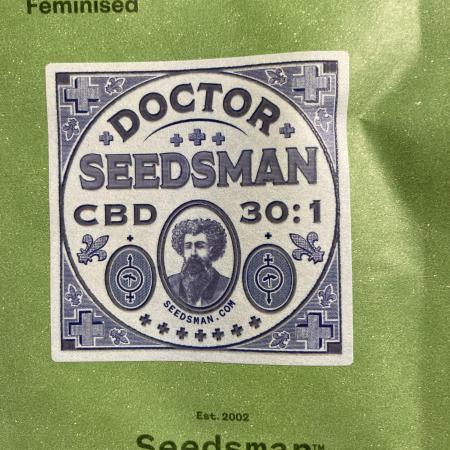 Feminised
DOCTOR
SEEDSMAN
CBD 30:1
SEEDSMAN.COM
Est. 2002
Seedsman™